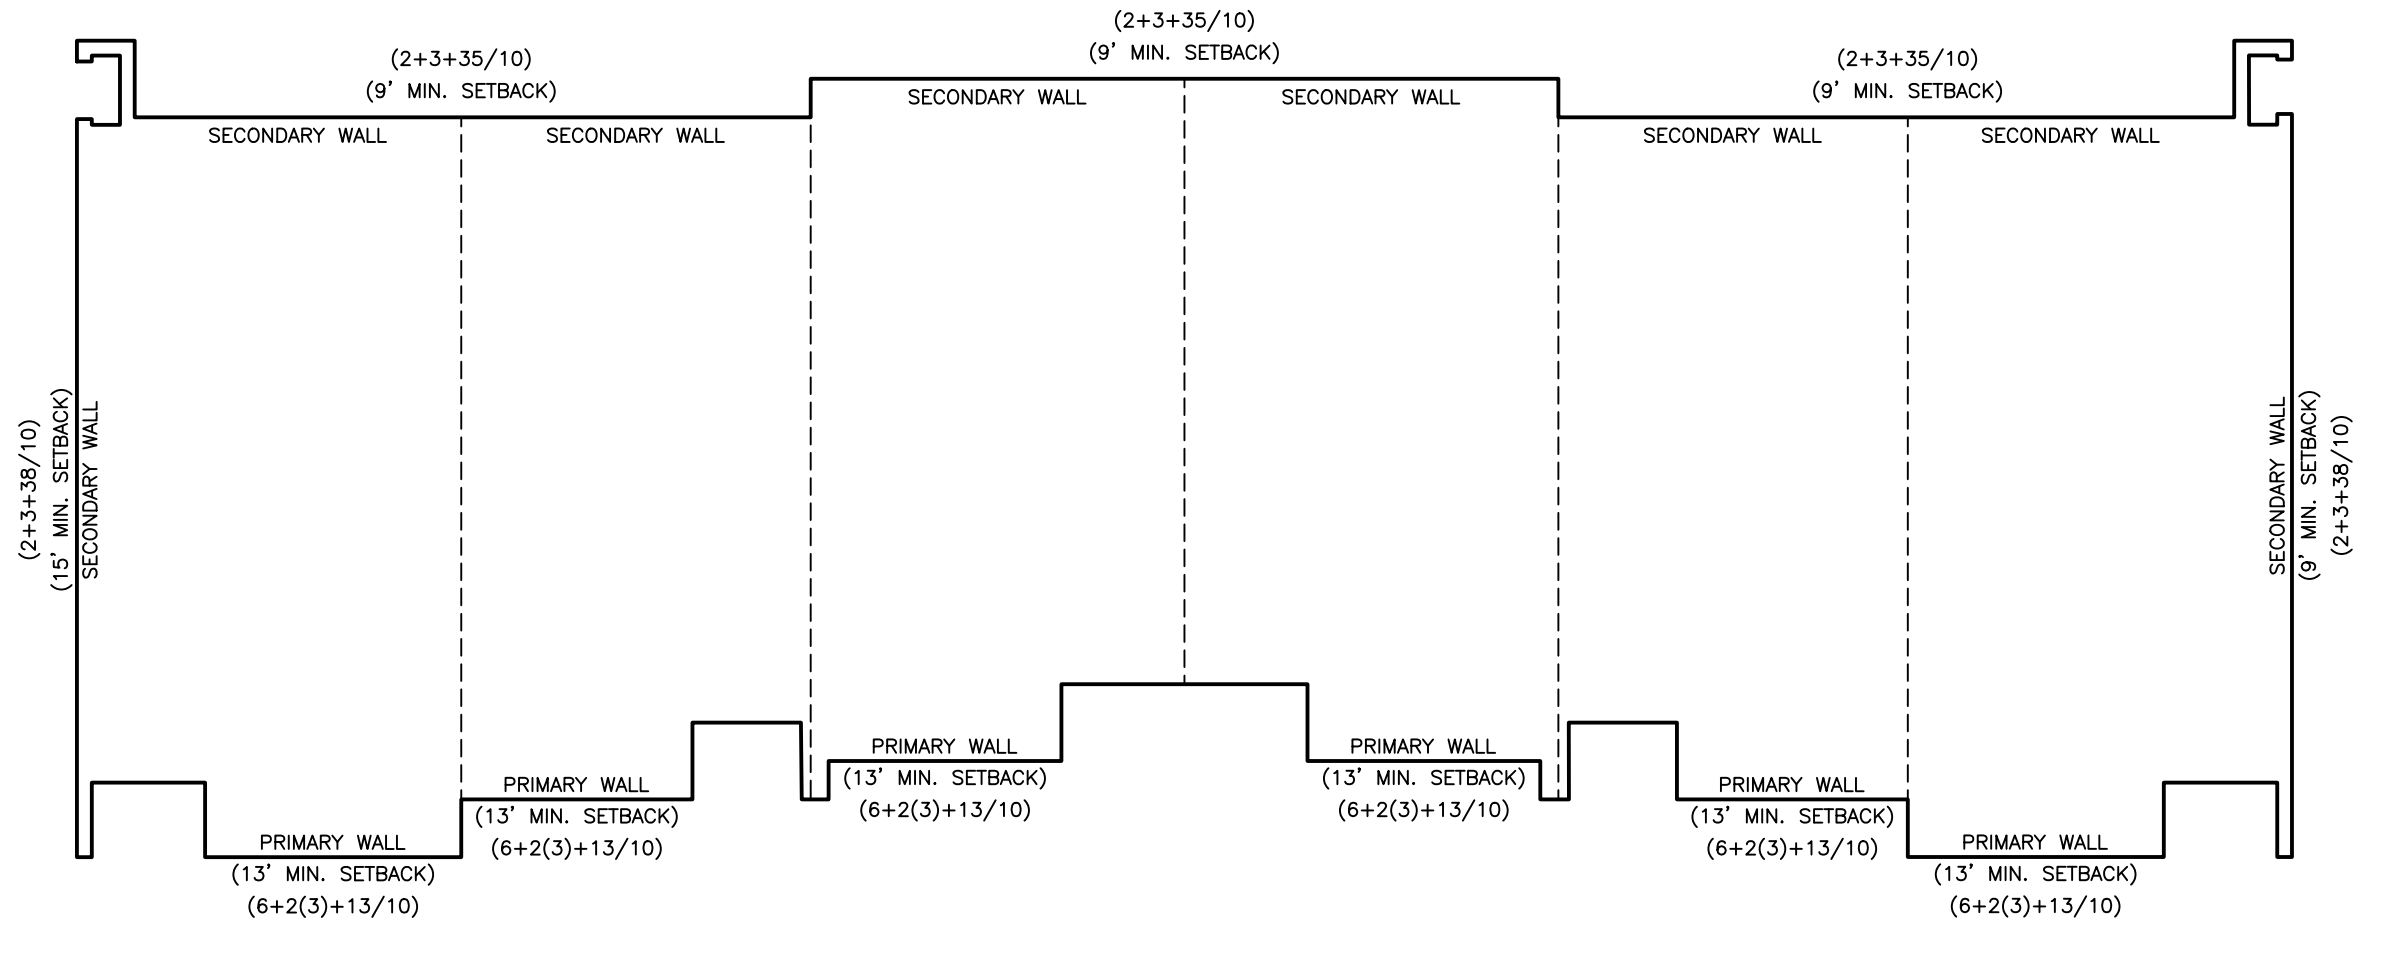 (2+3+35/10)
(9' MIN. SETBACK)
(2+3+35/10)
(9' MIN. SETBACK)
(2+3+35/10)
(9' MIN. SETBACK)
SECONDARY WALL
SECONDARY WALL
SECONDARY WALL
SECONDARY WALL
SECONDARY WALL
SECONDARY WALL
(2+3+38/10)
(15' MIN. SETBACK)
SECONDARY WALL
SECONDARY WALL
(9' MIN. SETBACK)
(2+3+38/10)
PRIMARY WALL
(13' MIN. SETBACK)
(6+2(3)+13/10)
PRIMARY WALL
(13' MIN. SETBACK)
(6+2(3)+13/10)
PRIMARY WALL
(13' MIN. SETBACK)
(6+2(3)+13/10)
PRIMARY WALL
(13' MIN. SETBACK)
(6+2(3)+13/10)
PRIMARY WALL
(13' MIN. SETBACK)
(6+2(3)+13/10)
PRIMARY WALL
(13' MIN. SETBACK)
(6+2(3)+13/10)